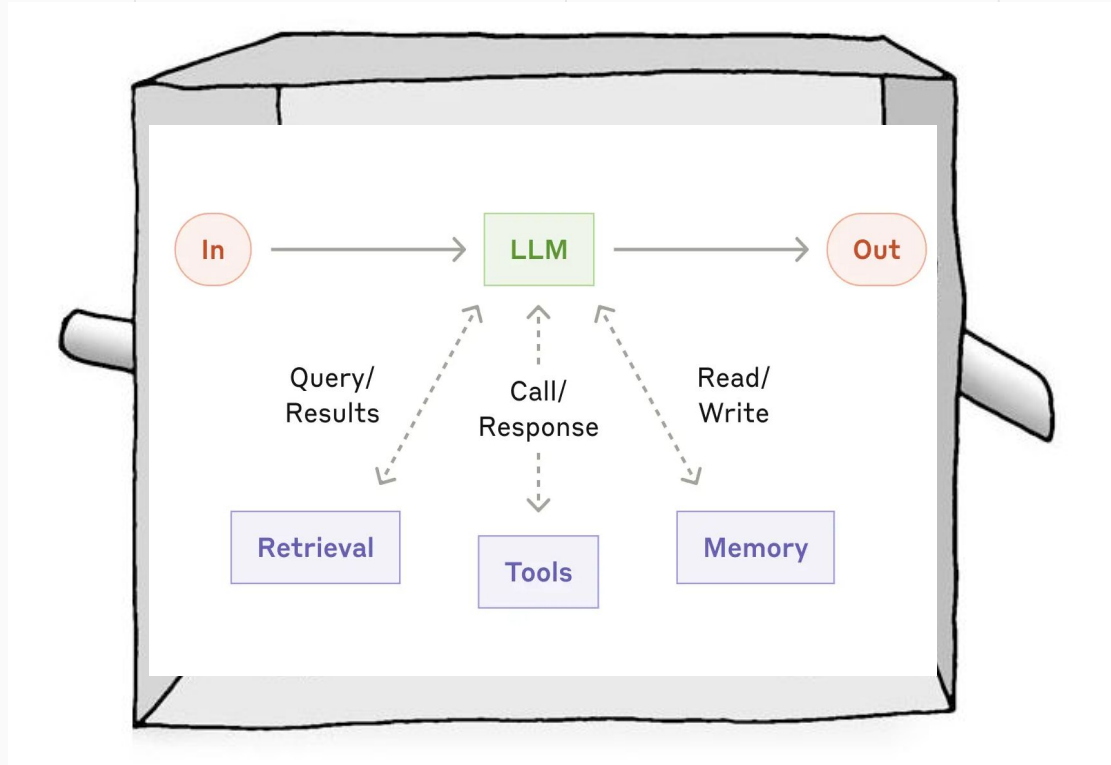 In
LLM
Out
Query/
Results
Call/
Response
Read/
Write
Retrieval
Tools
Memory